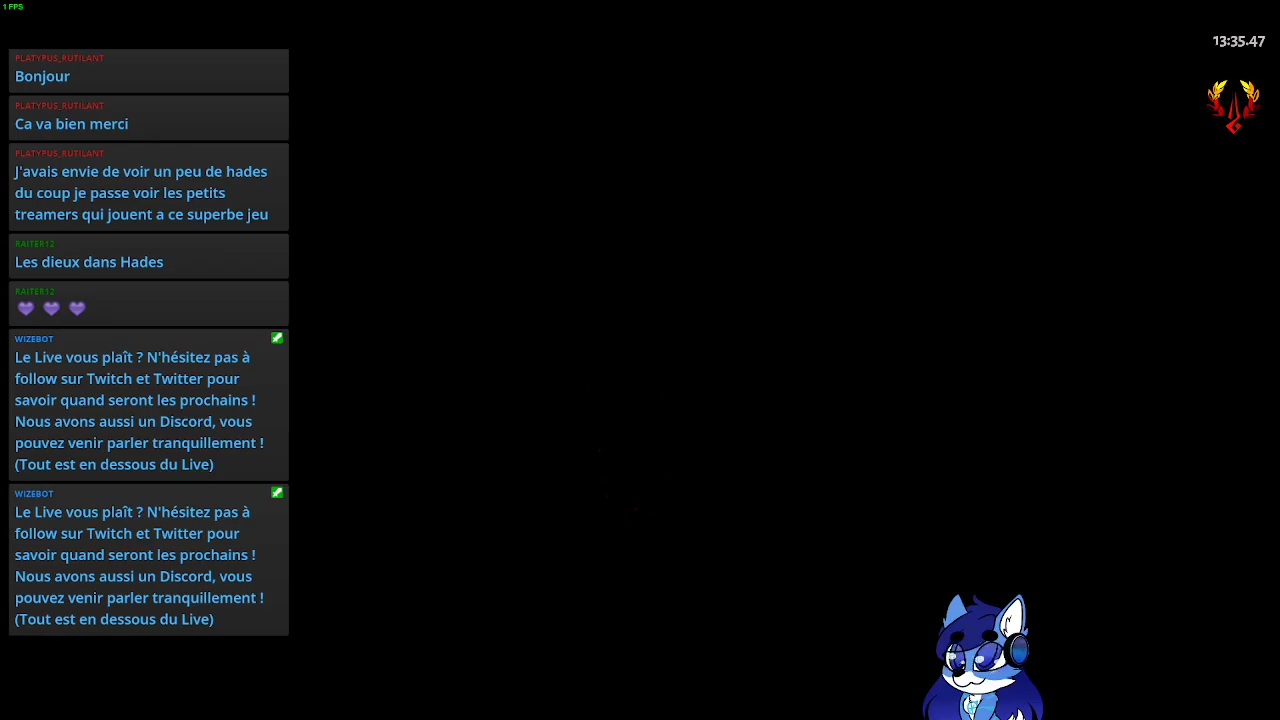 1 FPS
13:35.47
PLATYPUS_RUTILANT
Bonjour
PLATYPUS_RUTILANT
Ca va bien merci
PLATYPUS_RUTILANT
J'avais envie de voir un peu de hades
du coup je passe voir les petits
treamers qui jouent a ce superbe jeu
RAITER12
Les dieux dans Hades
RAITER12
WIZEBOT
Le Live vous plaît ? N'hésitez pas à
follow sur Twitch et Twitter pour
savoir quand seront les prochains !
Nous avons aussi un Discord, vous
pouvez venir parler tranquillement !
(Tout est en dessous du Live)
WIZEBOT
Le Live vous plaît ? N'hésitez pas à
follow sur Twitch et Twitter pour
savoir quand seront les prochains !
Nous avons aussi un Discord, vous
pouvez venir parler tranquillement !
(Tout est en dessous du Live)